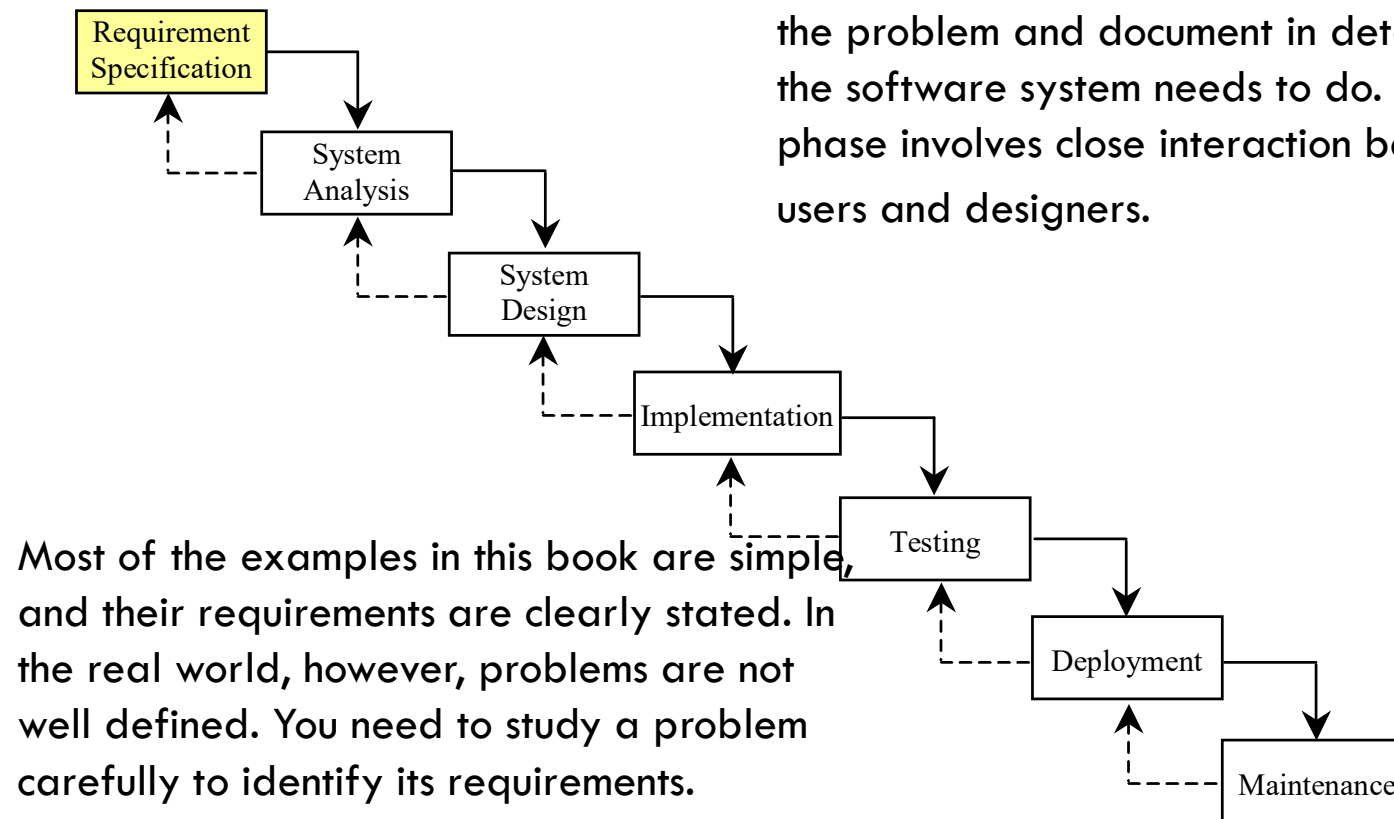 Requirement
Specification
the problem and document in det
the software system needs to do.
phase involves close interaction b
users and designers.
System
Analysis
System
Design
Implementation
Testing
Most of the examples in this book are simple,
and their requirements are clearly stated. In
the real world, however, problems are not
well defined. You need to study a problem
carefully to identify its requirements.
Deployment
Maintenance